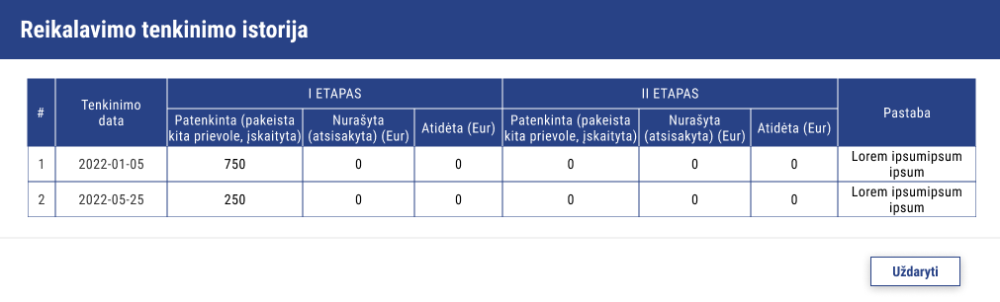 Reikalavimo tenkinimo istorija
# Tenkinimo data I ETAPAS II ETAPAS Pastaba
Patenkinta (pakeista kita prievole, įskaityta) Nurašyta (atsisakyta) (Eur) Atidėta (Eur) Patenkinta (pakeista kita prievole, įskaityta) Nurašyta (atsisakyta) (Eur) Atidėta (Eur)
1 2022-01-05 750 0 0 0 0 0 Lorem ipsumipsum ipsum
2 2022-05-25 250 0 0 0 0 0 Lorem ipsumipsum ipsum
Uždaryti